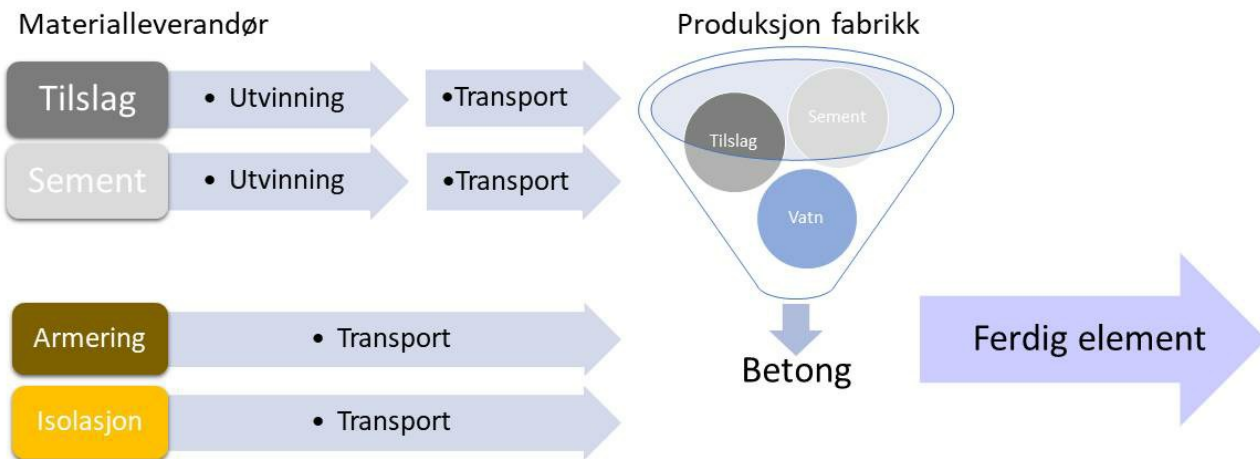 Materialleverandør
Produksjon fabrikk
Tilslag
• Utvinning
•Transport
Sement
• Utvinning
•Transport
Sement
Tilslag
Vatn
Betong
Armering
• Transport
Isolasjon
• Transport
Ferdig element